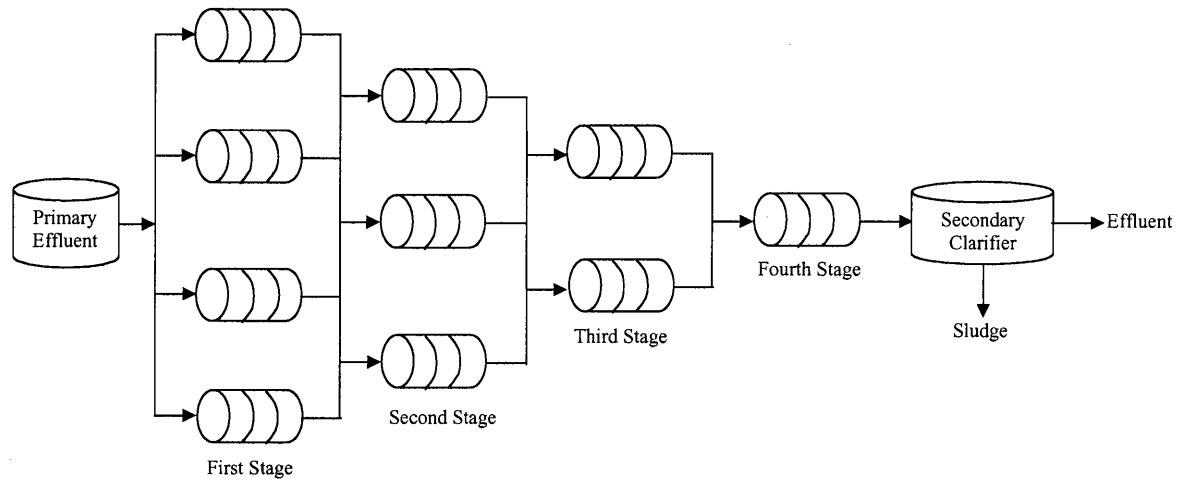 Primary
Effluent
First Stage
Second Stage
Third Stage
Fourth Stage
Secondary
Clarifier
Effluent
Sludge